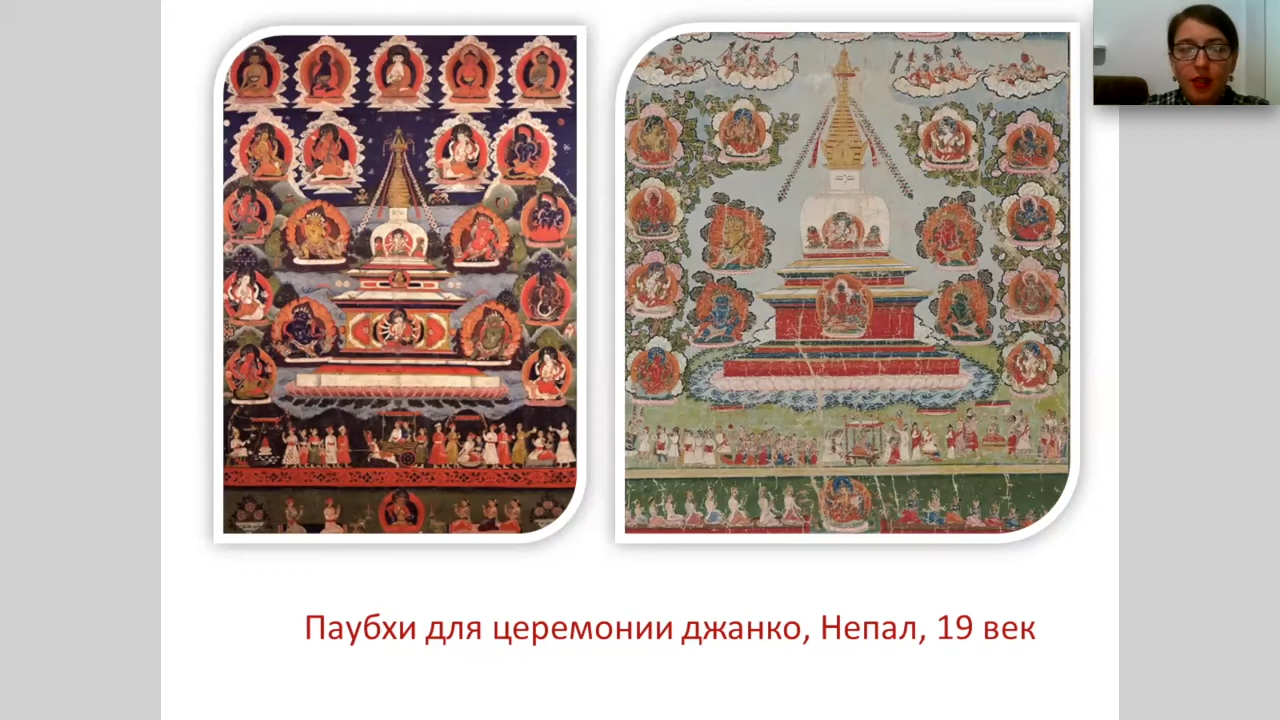 Паубхи для церемонии джанко, Непал, 19 век